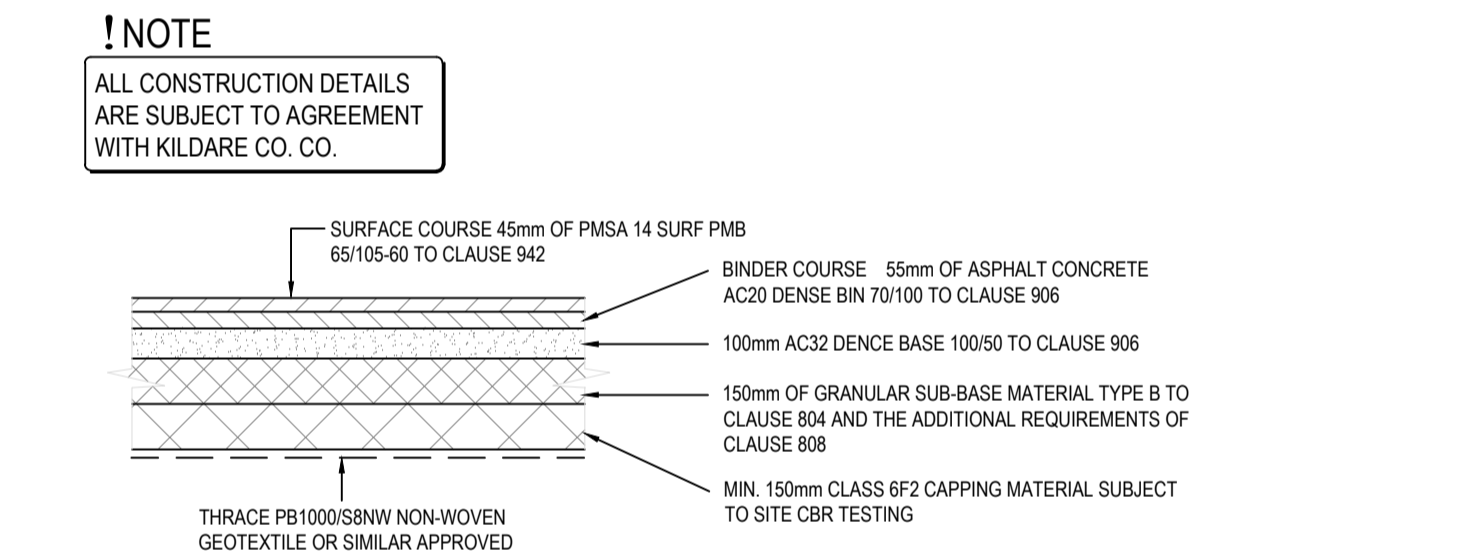 ! NOTE
ALL CONSTRUCTION DETAILS
ARE SUBJECT TO AGREEMENT
WITH KILDARE CO. CO.
SURFACE COURSE 45mm OF PMSA 14 SURF PMB
65/105-60 TO CLAUSE 942
BINDER COURSE 55mm OF ASPHALT CONCRETE
AC20 DENSE BIN 70/100 TO CLAUSE 906
100mm AC32 DENCE BASE 100/50 TO CLAUSE 906
150mm OF GRANULAR SUB-BASE MATERIAL TYPE B TO
CLAUSE 804 AND THE ADDITIONAL REQUIREMENTS OF
CLAUSE 808
MIN. 150mm CLASS 6F2 CAPPING MATERIAL SUBJECT
TO SITE CBR TESTING
THRACE PB1000/S8NW NON-WOVEN
GEOTEXTILE OR SIMILAR APPROVED